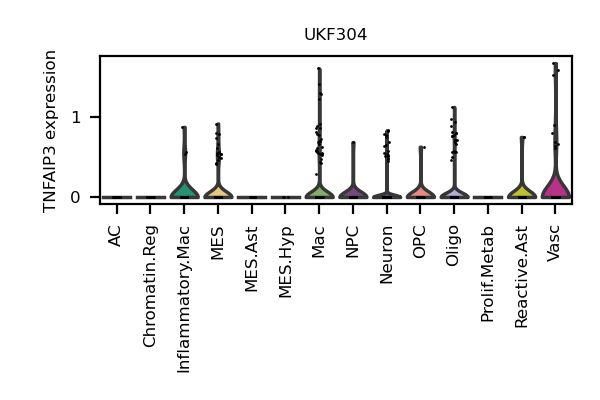 UKF304
TNFAIP3 expression
1
0
AC
Chromatin.Reg
Inflammatory.Mac
MES
MES.Ast
MES.Hyp
Mac
NPC
Neuron
OPC
Oligo
Prolif.Metab
Reactive.Ast
Vasc